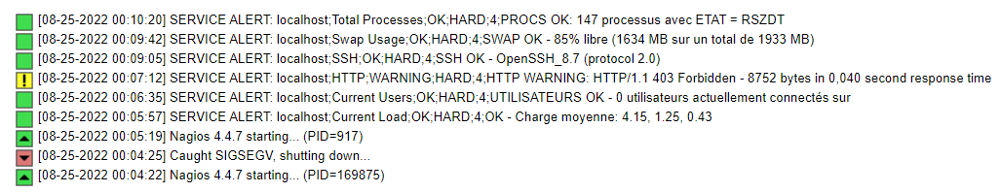 [08-25-2022 00:10:20] SERVICE ALERT: localhost;Total Processes;OK;HARD;4;PROCS OK: 147 processus avec ETAT = RSZDT
[08-25-2022 00:09:42] SERVICE ALERT: localhost;Swap Usage;OK;HARD;4;SWAP OK - 85% libre (1634 MB sur un total de 1933 MB)
[08-25-2022 00:09:05] SERVICE ALERT: localhost;SSH;OK;HARD;4;SSH OK - OpenSSH_8.7 (protocol 2.0)
[08-25-2022 00:07:12] SERVICE ALERT: localhost;HTTP;WARNING;HARD;4;HTTP WARNING: HTTP/1.1 403 Forbidden - 8752 bytes in 0,040 second response time
[08-25-2022 00:06:35] SERVICE ALERT: localhost;Current Users;OK;HARD;4;UTILISATEURS OK - 0 utilisateurs actuellement connectés sur
[08-25-2022 00:05:57] SERVICE ALERT: localhost;Current Load;OK;HARD;4;OK - Charge moyenne: 4.15, 1.25, 0.43
[08-25-2022 00:05:19] Nagios 4.4.7 starting... (PID=917)
[08-25-2022 00:04:25] Caught SIGSEGV, shutting down...
[08-25-2022 00:04:22] Nagios 4.4.7 starting... (PID=169875)